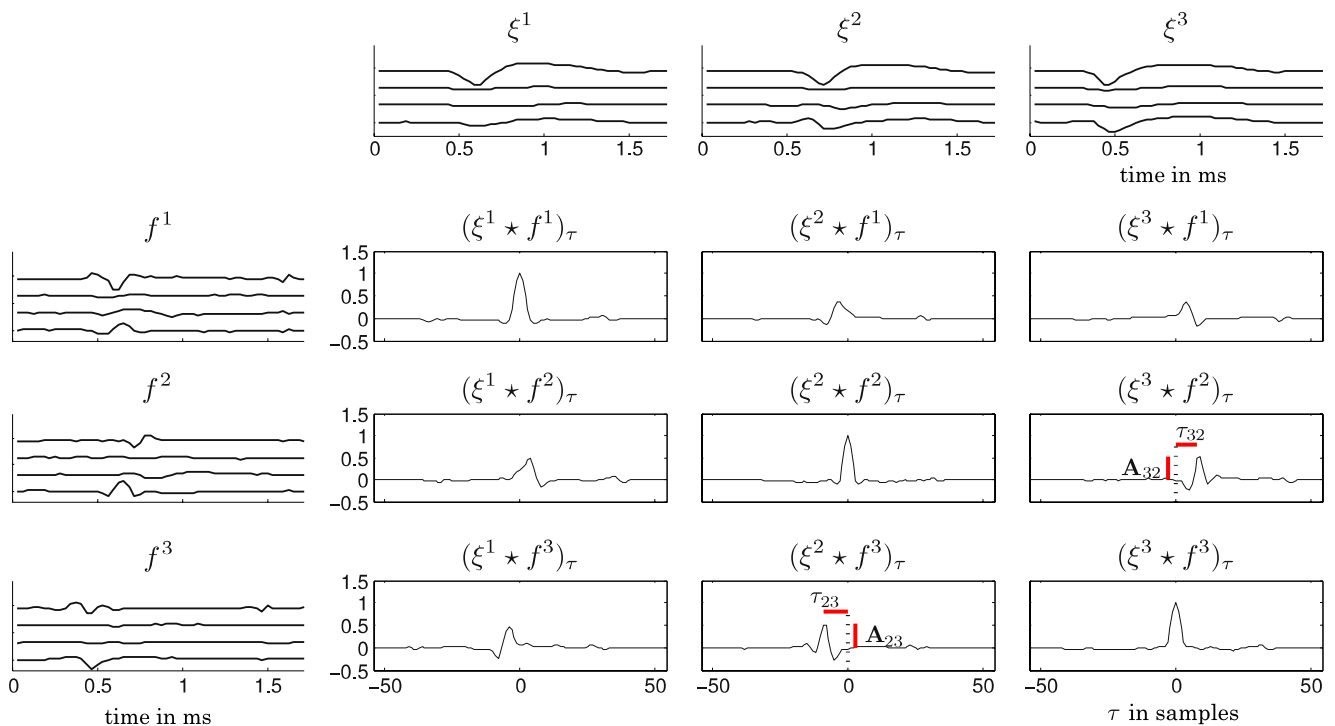 ξ¹ ξ² ξ³
0 0.5 1 1.5 0 0.5 1 1.5 0 0.5 1 1.5
time in ms
f¹ (ξ¹ ⋆ f¹)τ (ξ² ⋆ f¹)τ (ξ³ ⋆ f¹)τ
1.5
1
0.5
0
−0.5
f² (ξ¹ ⋆ f²)τ (ξ² ⋆ f²)τ (ξ³ ⋆ f²)τ
1.5
1
0.5
0
−0.5
τ₃₂
A₃₂
f³ (ξ¹ ⋆ f³)τ (ξ² ⋆ f³)τ (ξ³ ⋆ f³)τ
1.5
1
0.5
0
−0.5
τ₂₃
A₂₃
0 0.5 1 1.5 −50 0 50 −50 0 50 −50 0 50
time in ms τ in samples